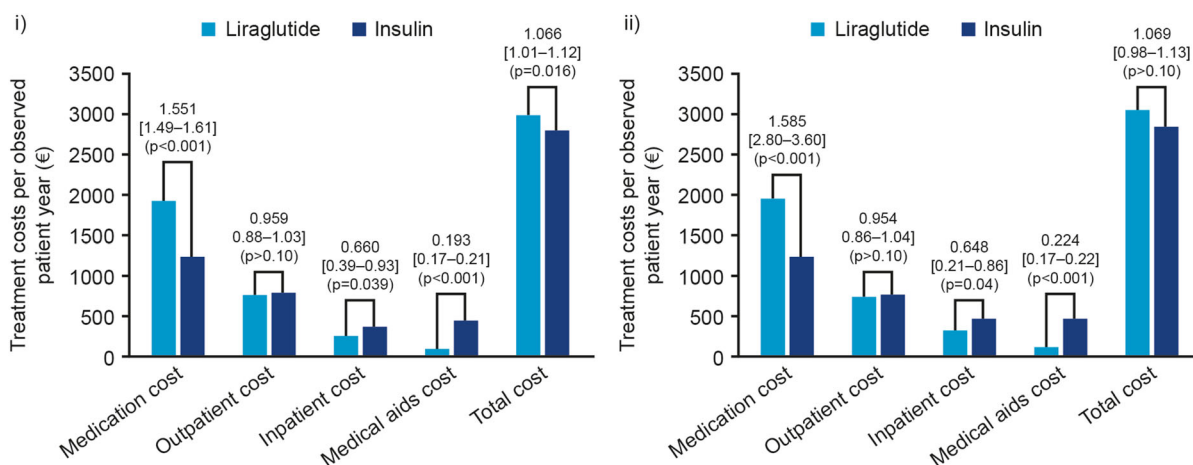 i)
Liraglutide
Insulin
Treatment costs per observed
patient year (€)
3500
3000
2500
2000
1500
1000
500
0
1.551
[1.49–1.61]
(p<0.001)
0.959
0.88–1.03]
(p>0.10)
0.660
[0.39–0.93]
(p=0.039)
0.193
[0.17–0.21]
(p<0.001)
1.066
[1.01–1.12]
(p=0.016)
Medication cost
Outpatient cost
Inpatient cost
Medical aids cost
Total cost
ii)
Liraglutide
Insulin
Treatment costs per observed
patient year (€)
3500
3000
2500
2000
1500
1000
500
0
1.585
[2.80–3.60]
(p<0.001)
0.954
0.86–1.04]
(p>0.10)
0.648
[0.21–0.86]
(p=0.04)
0.224
[0.17–0.22]
(p<0.001)
1.069
[0.98–1.13]
(p>0.10)
Medication cost
Outpatient cost
Inpatient cost
Medical aids cost
Total cost